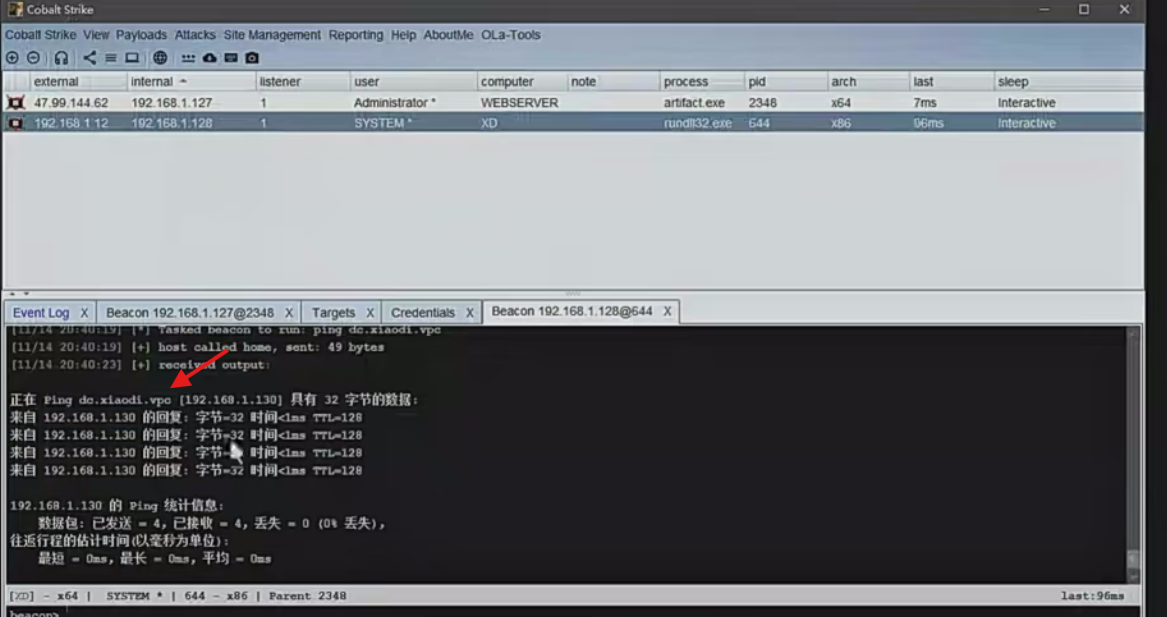 Cobalt Strike
Cobalt Strike View Payloads Attacks Site Management Reporting Help AboutMe OLa-Tools
external internal listener user computer note process pid arch last sleep
47.99.144.62 192.168.1.127 1 Administrator * WEBSERVER artifact.exe 2348 x64 7ms Interactive
192.168.1.12 192.168.1.128 1 SYSTEM * XD rundll32.exe 644 x86 96ms Interactive
Event Log X Beacon 192.168.1.127@2348 X Targets X Credentials X Beacon 192.168.1.128@644 X
[11/14 20:40:19] [*] Tasked beacon to run: ping dc.xiaodi.vpc
[11/14 20:40:19] [+] host called home, sent: 49 bytes
[11/14 20:40:23] [+] received output:
正在 Ping dc.xiaodi.vpc [192.168.1.130] 具有 32 字节的数据:
来自 192.168.1.130 的回复: 字节=32 时间<1ms TTL=128
来自 192.168.1.130 的回复: 字节=32 时间<1ms TTL=128
来自 192.168.1.130 的回复: 字节= 时间<1ms TTL=128
来自 192.168.1.130 的回复: 字节=32 时间<1ms TTL=128
192.168.1.130 的 Ping 统计信息:
数据包: 已发送 = 4，已接收 = 4，丢失 = 0 (0% 丢失)，
往返行程的估计时间(以毫秒为单位):
最短 = 0ms，最长 = 0ms，平均 = 0ms
[XD] - x64 | SYSTEM * | 644 - x86 | Parent 2348 last:96ms
beacon>